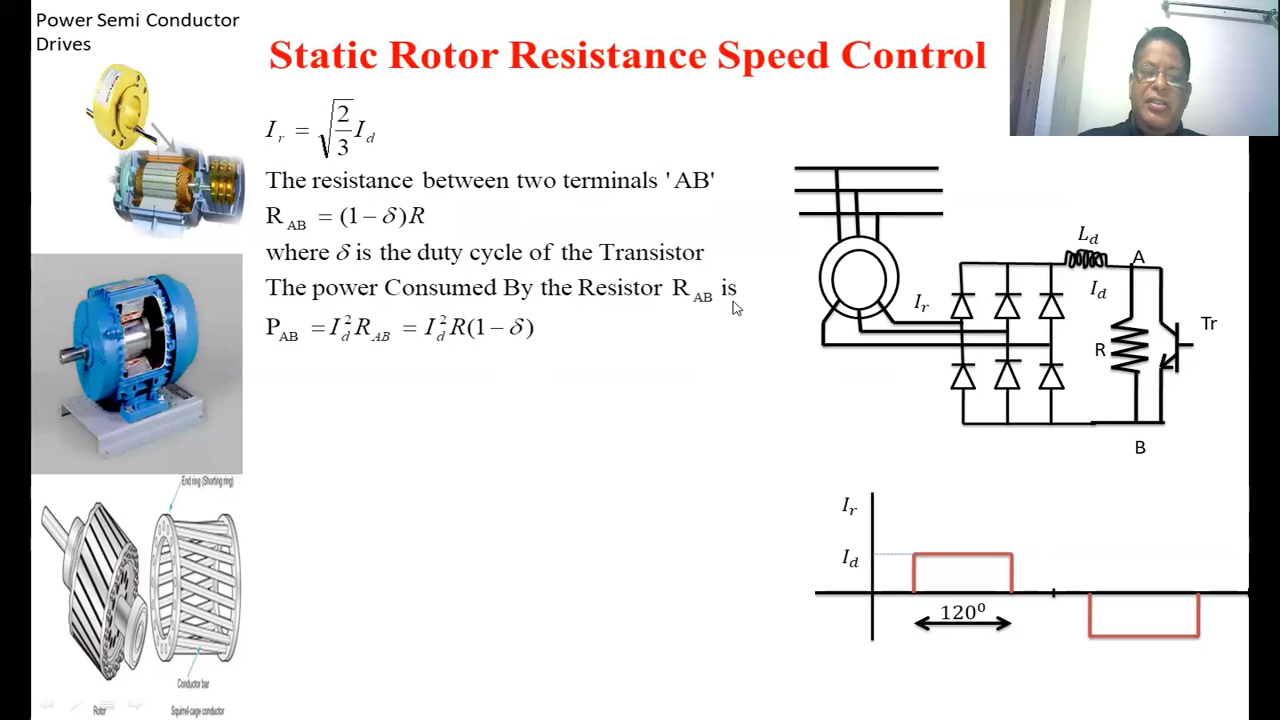 Power Semi Conductor
Drives
Static Rotor Resistance Speed Control
I_r = √(2/3) I_d
The resistance between two terminals 'AB'
R_AB = (1 − δ)R
where δ is the duty cycle of the Transistor
The power Consumed By the Resistor R_AB is
P_AB = I_d² R_AB = I_d² R(1 − δ)
L_d
A
I_d
I_r
Tr
R
B
I_r
I_d
120⁰
End ring (Shorting ring)
Conductor bar
Rotor
Squirrel-cage conductor